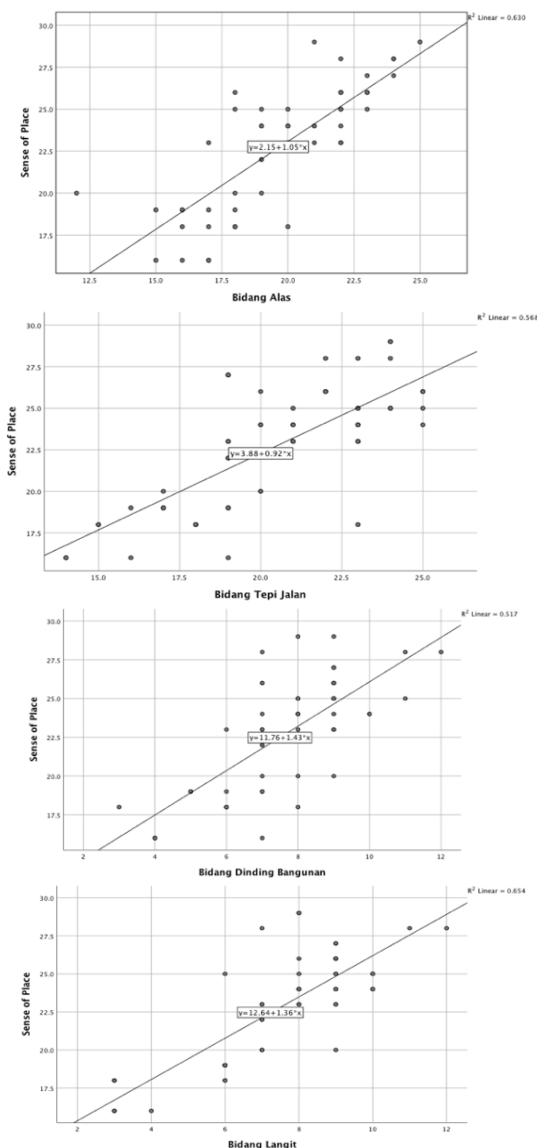 R² Linear = 0.630
30.0
27.5
25.0
22.5
20.0
17.5
Sense of Place
y=2.15+1.05*x
12.5 15.0 17.5 20.0 22.5 25.0
Bidang Alas
R² Linear = 0.568
30.0
27.5
25.0
22.5
20.0
17.5
Sense of Place
y=3.88+0.92*x
15.0 17.5 20.0 22.5 25.0
Bidang Tepi Jalan
R² Linear = 0.517
30.0
27.5
25.0
22.5
20.0
17.5
Sense of Place
y=11.76+1.43*x
2 4 6 8 10 12
Bidang Dinding Bangunan
R² Linear = 0.654
30.0
27.5
25.0
22.5
20.0
17.5
Sense of Place
y=12.64+1.36*x
2 4 6 8 10 12
Bidang Langit